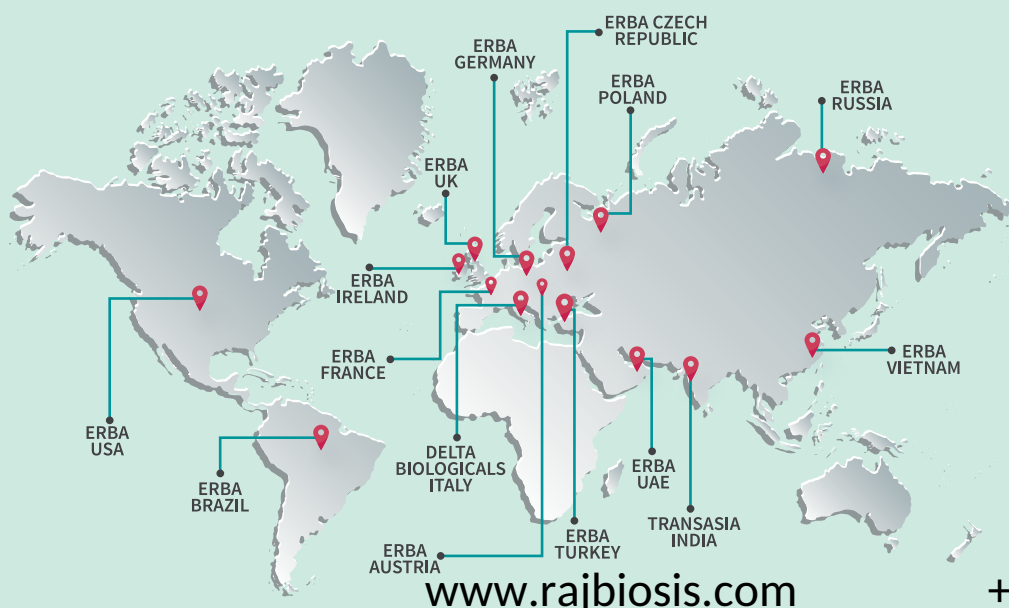 ERBA CZECH
REPUBLIC
ERBA
GERMANY
ERBA
POLAND
ERBA
RUSSIA
ERBA
UK
ERBA
IRELAND
ERBA
FRANCE
ERBA
VIETNAM
ERBA
USA
ERBA
BRAZIL
DELTA
BIOLOGICALS
ITALY
ERBA
UAE
TRANSASIA
INDIA
ERBA
TURKEY
ERBA
AUSTRIA
www.rajbiosis.com +